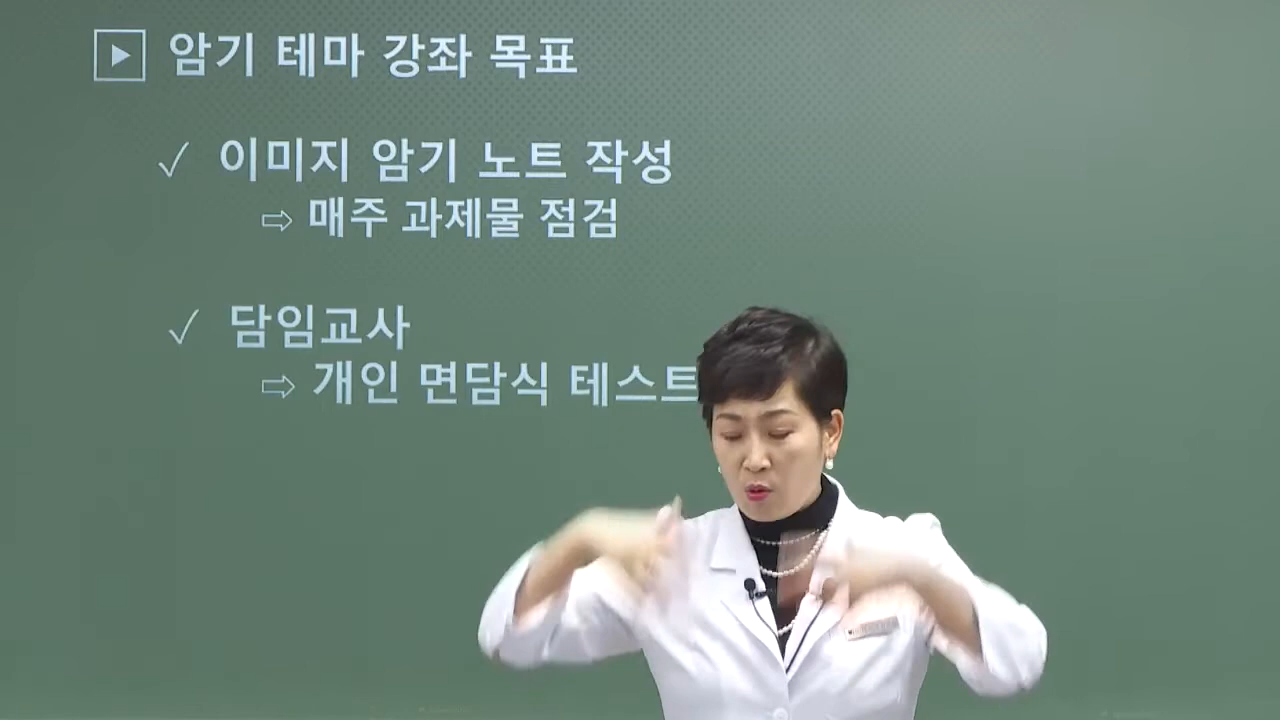 암기 테마 강좌 목표
✓ 이미지 암기 노트 작성
⇨ 매주 과제물 점검
✓ 담임교사
⇨ 개인 면담식 테스트